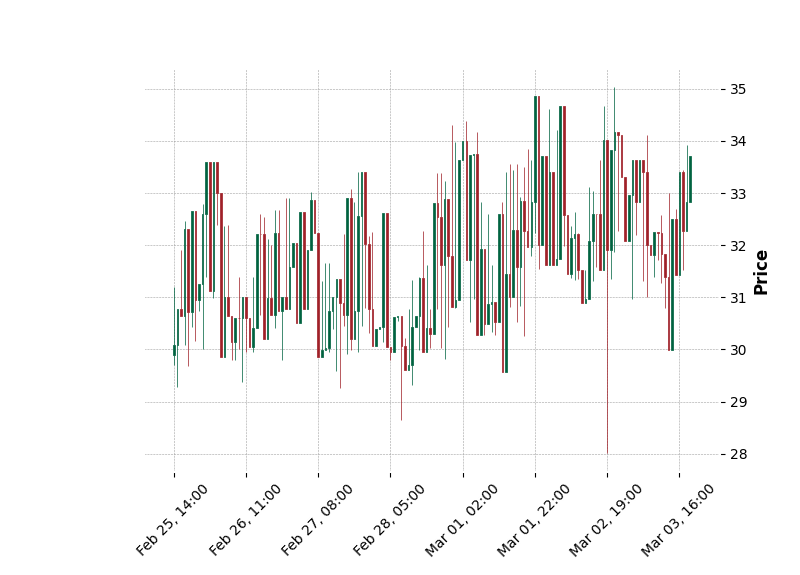 35
34
33
32
31
30
29
28
Price
Feb 25, 14:00
Feb 26, 11:00
Feb 27, 08:00
Feb 28, 05:00
Mar 01, 02:00
Mar 01, 22:00
Mar 02, 19:00
Mar 03, 16:00